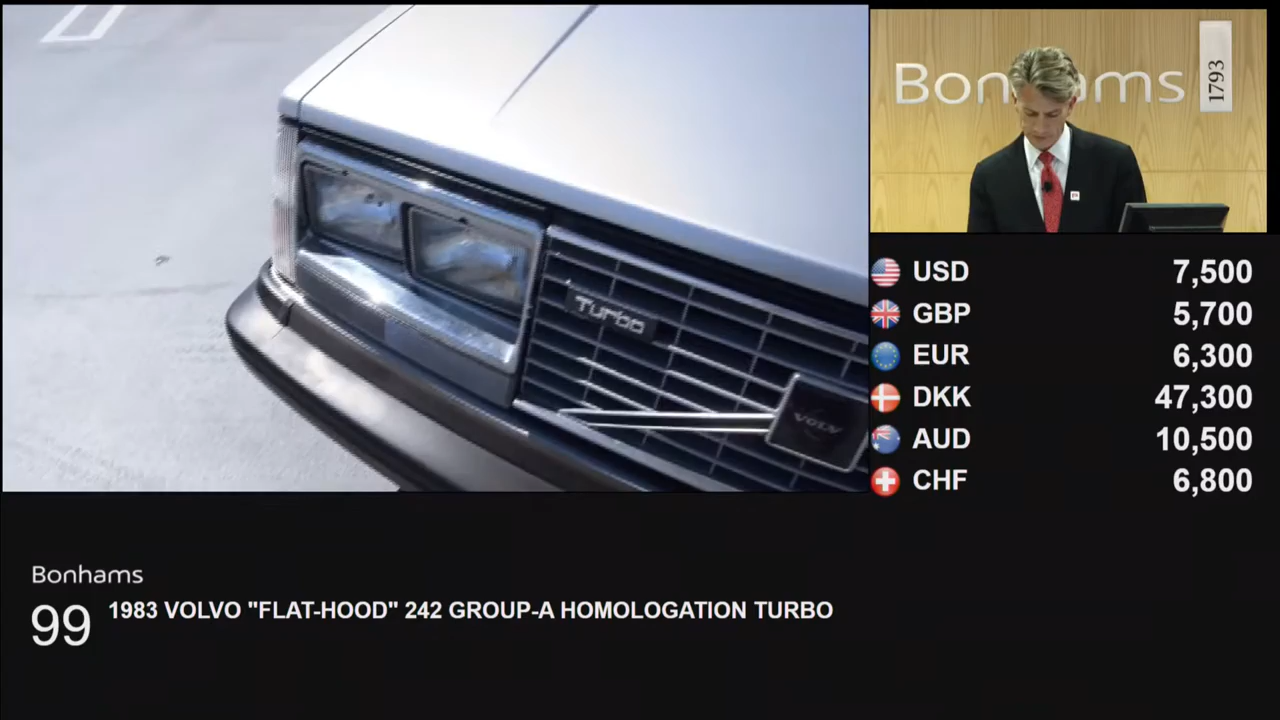 Turbo
VOLVO
Bonhams
1793
USD 7,500
GBP 5,700
EUR 6,300
DKK 47,300
AUD 10,500
CHF 6,800
Bonhams
99
1983 VOLVO "FLAT-HOOD" 242 GROUP-A HOMOLOGATION TURBO